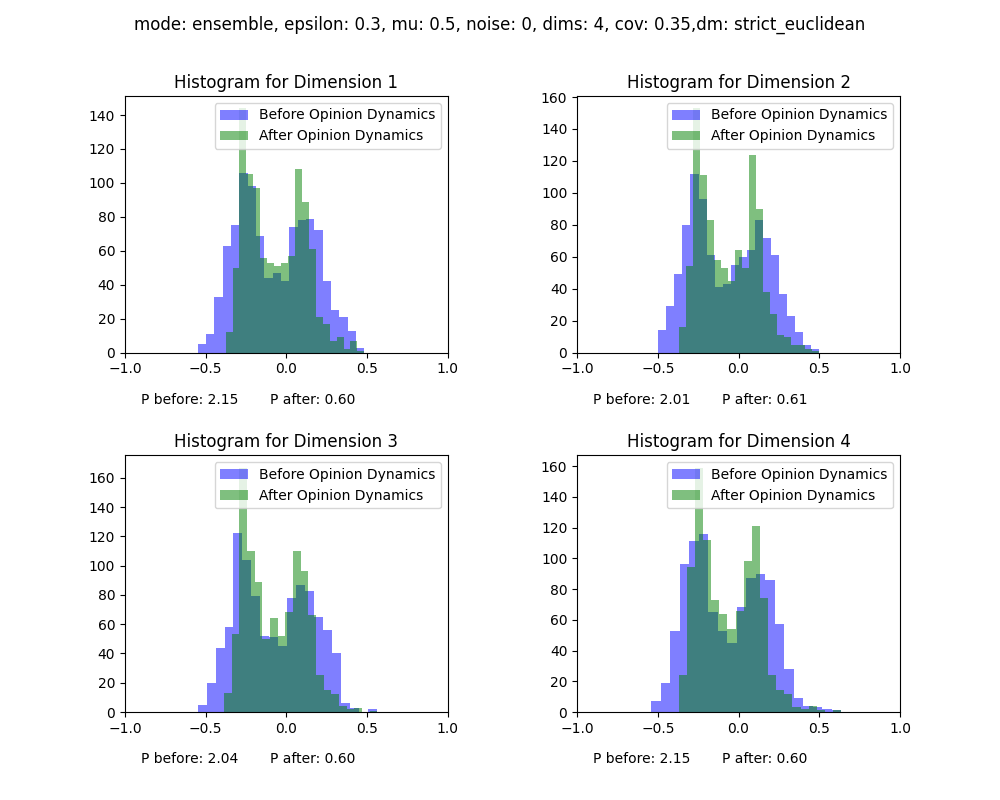 mode: ensemble, epsilon: 0.3, mu: 0.5, noise: 0, dims: 4, cov: 0.35,dm: strict_euclidean
Histogram for Dimension 1
Before Opinion Dynamics
After Opinion Dynamics
140
120
100
80
60
40
20
0
−1.0 −0.5 0.0 0.5 1.0
P before: 2.15 P after: 0.60
Histogram for Dimension 2
Before Opinion Dynamics
After Opinion Dynamics
160
140
120
100
80
60
40
20
0
−1.0 −0.5 0.0 0.5 1.0
P before: 2.01 P after: 0.61
Histogram for Dimension 3
Before Opinion Dynamics
After Opinion Dynamics
160
140
120
100
80
60
40
20
0
−1.0 −0.5 0.0 0.5 1.0
P before: 2.04 P after: 0.60
Histogram for Dimension 4
Before Opinion Dynamics
After Opinion Dynamics
160
140
120
100
80
60
40
20
0
−1.0 −0.5 0.0 0.5 1.0
P before: 2.15 P after: 0.60